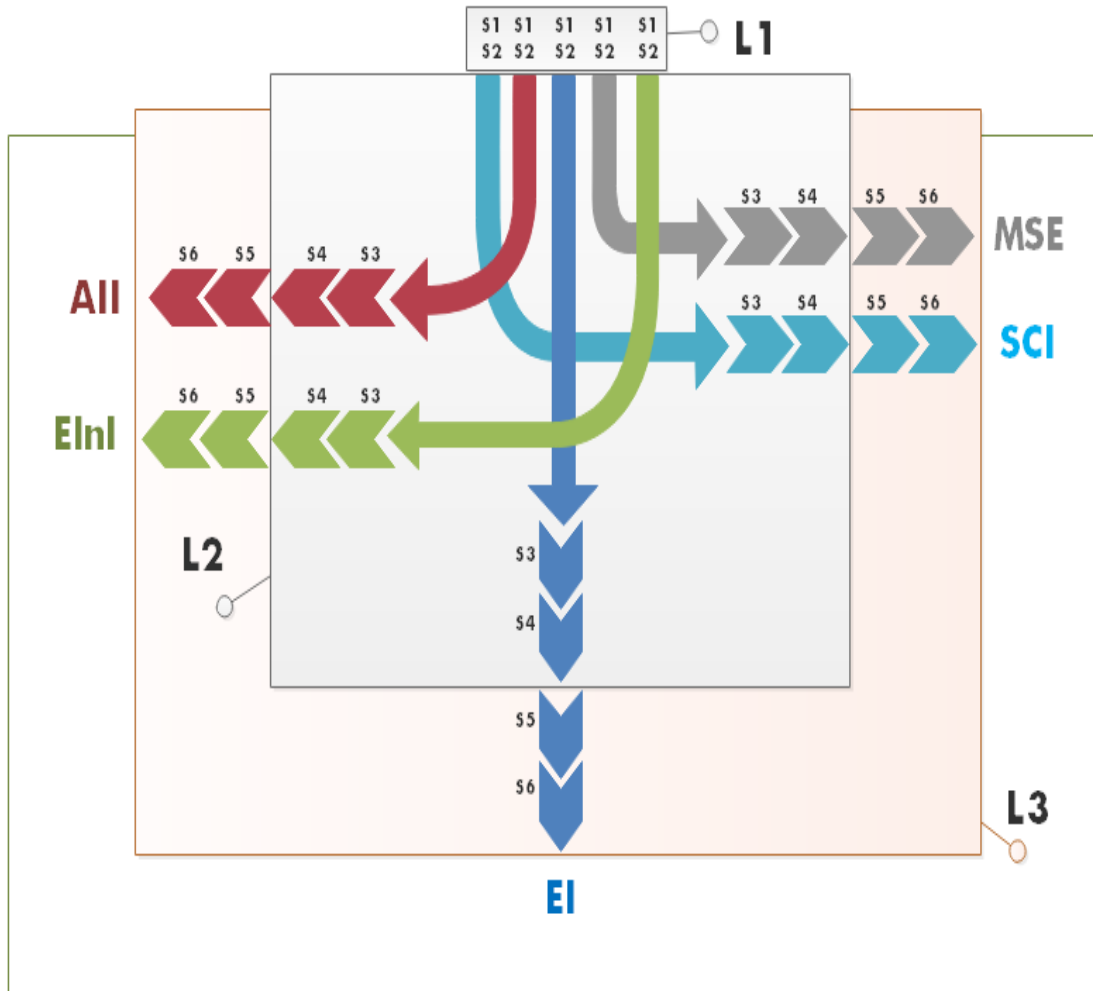 S1 S1 S1 S1 S1
S2 S2 S2 S2 S2
L1
S3 S4 S5 S6
MSE
S6 S5 S4 S3
AII
S3 S4 S5 S6
SCI
S6 S5 S4 S3
EInI
L2
S3
S4
S5
S6
L3
EI